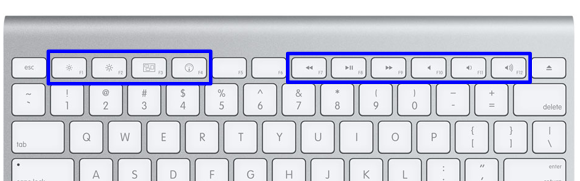 esc F1 F2 F3 F4 F5 F6 F7 F8 F9 F10 F11 F12
~ ! @ # $ % ^ & * ( ) _ +
` 1 2 3 4 5 6 7 8 9 0 - = delete
tab Q W E R T Y U I O P { [ } ] | \
A S D F G H J K L : " enter